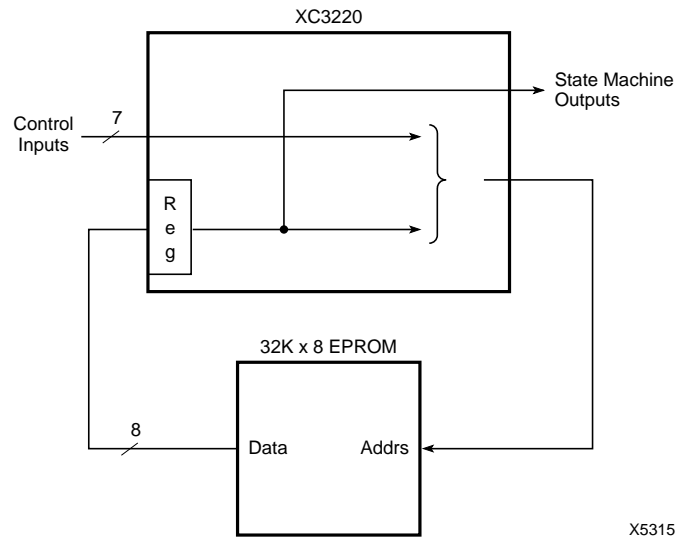 XC3220
State Machine
Outputs
Control
Inputs
7
R
e
g
32K x 8 EPROM
8
Data
Addrs
X5315